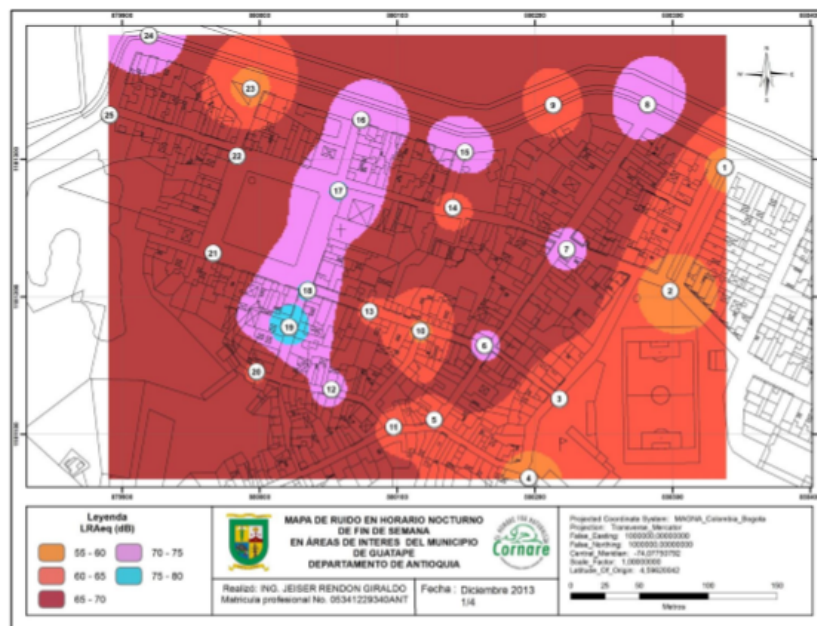 879900
24
23
9
8
25
16
15
22
1
17
14
7
21
18
2
13
10
19
6
20
12
3
11
5
4
Leyenda
LRAeq (dB)
55 - 60
60 - 65
65 - 70
70 - 75
75 - 80
MAPA DE RUIDO EN HORARIO NOCTURNO
DE FIN DE SEMANA
EN ÁREAS DE INTERES DEL MUNICIPIO
DE GUATAPE
DEPARTAMENTO DE ANTIOQUIA
Cornare
Realizó: ING. JEISER RENDON GIRALDO
Matricula profesional No. 05341229340ANT
Fecha : Diciembre 2013
1/4
Projected Coordinate System: MAGNA_Colombia_Bogota
Projection: Transverse_Mercator
False_Easting: 1000000,00000000
False_Northing: 1000000,00000000
Central_Meridian: -74,07750792
Scale_Factor: 1,00000000
Latitude_Of_Origin: 4,59620042
0 50 100 150
Metros